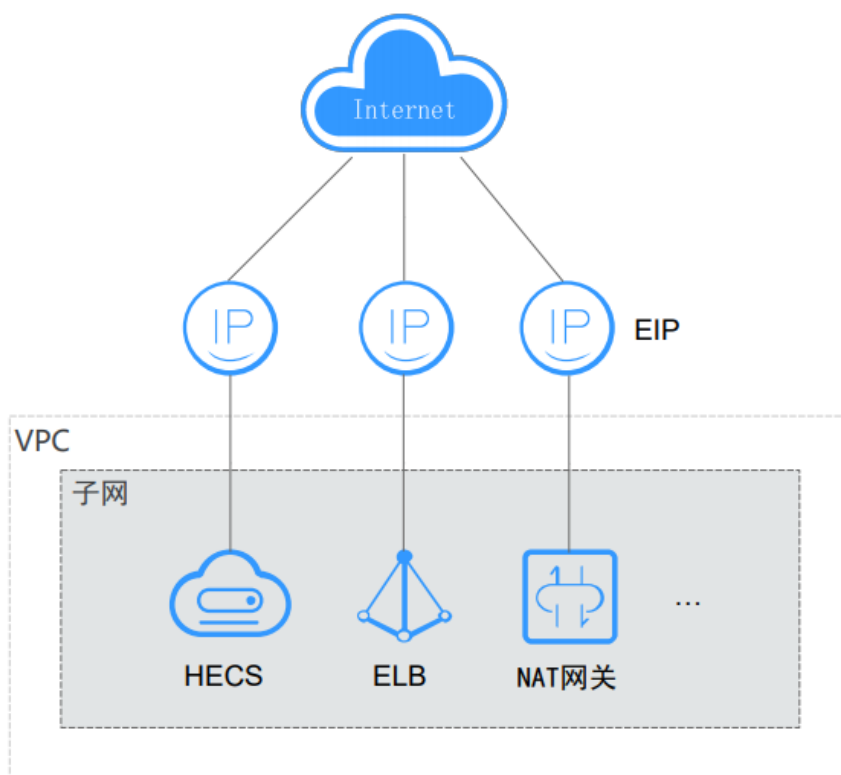 Internet
IP
IP
IP
EIP
VPC
子网
...
HECS
ELB
NAT网关